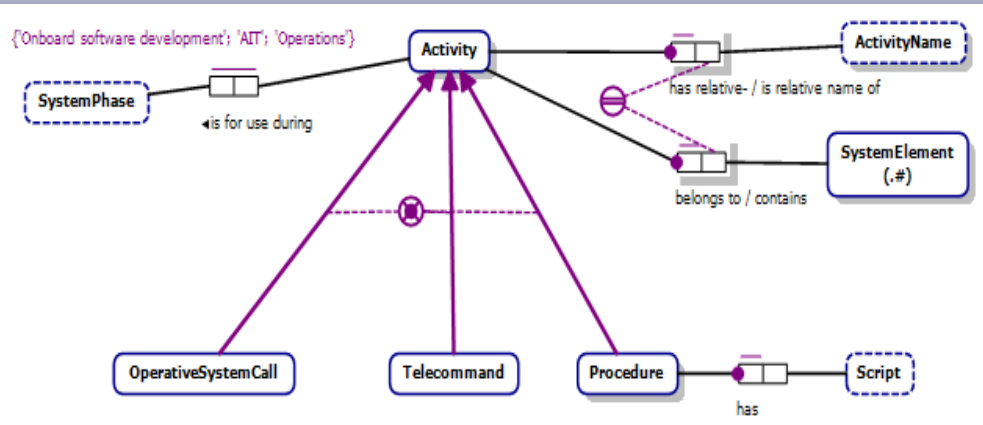 {'Onboard software development'; 'AIT'; 'Operations'}
Activity
ActivityName
SystemPhase
has relative- / is relative name of
◂is for use during
SystemElement
(.#)
belongs to / contains
OperativeSystemCall
Telecommand
Procedure
Script
has